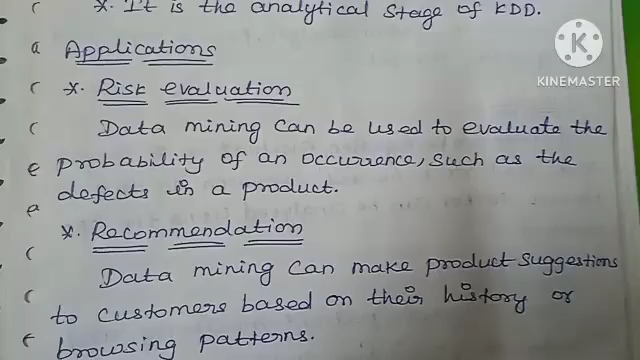 *. It is the analytical stage of KDD.
Applications
*. Risk evaluation
Data mining can be used to evaluate the
probability of an occurrence, such as the
defects in a product.
*. Recommendation
Data mining can make product suggestions
to customers based on their history or
browsing patterns.
K
KINEMASTER